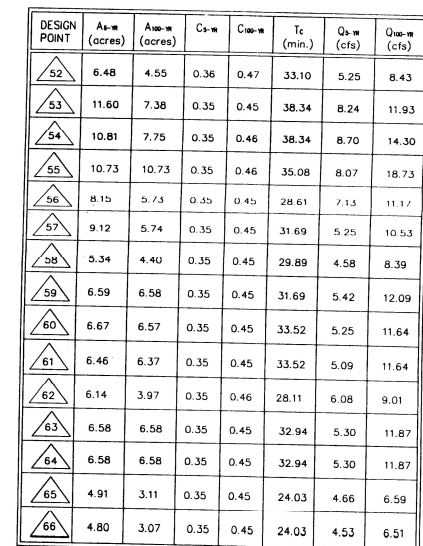 DESIGN POINT A5-YR (acres) A100-YR (acres) C5-YR C100-YR Tc (min.) Q5-YR (cfs) Q100-YR (cfs)
52 6.48 4.55 0.36 0.47 33.10 5.25 8.43
53 11.60 7.38 0.35 0.45 38.34 8.24 11.93
54 10.81 7.75 0.35 0.46 38.34 8.70 14.30
55 10.73 10.73 0.35 0.46 35.08 8.07 18.73
56 8.15 5.73 0.35 0.45 28.61 7.13 11.17
57 9.12 5.74 0.35 0.45 31.69 5.25 10.53
58 5.34 4.40 0.35 0.45 29.89 4.58 8.39
59 6.59 6.58 0.35 0.45 31.69 5.42 12.09
60 6.67 6.57 0.35 0.45 33.52 5.25 11.64
61 6.46 6.37 0.35 0.45 33.52 5.09 11.64
62 6.14 3.97 0.35 0.46 28.11 6.08 9.01
63 6.58 6.58 0.35 0.45 32.94 5.30 11.87
64 6.58 6.58 0.35 0.45 32.94 5.30 11.87
65 4.91 3.11 0.35 0.45 24.03 4.66 6.59
66 4.80 3.07 0.35 0.45 24.03 4.53 6.51